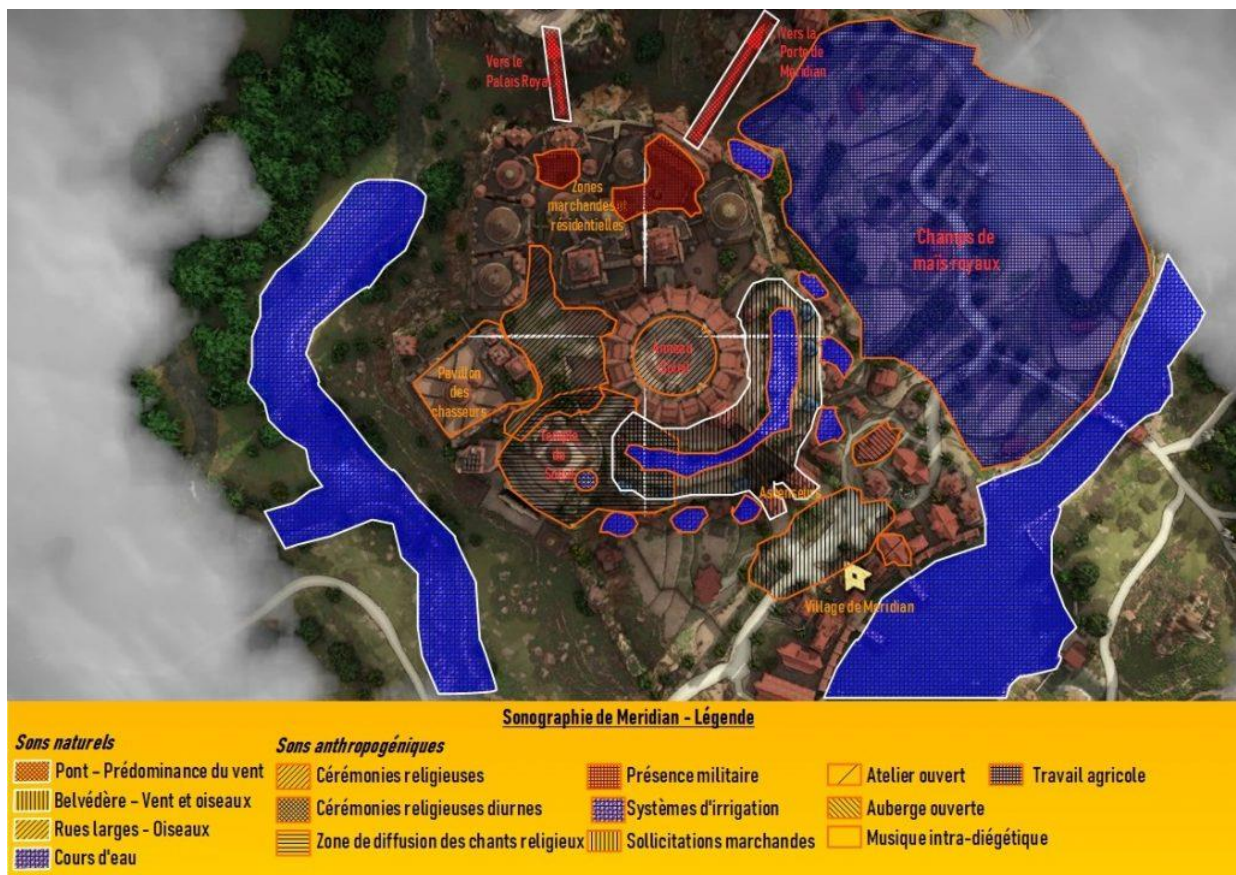 Vers le
Palais Royal
Vers la
Porte de
Méridian
Zones
marchandes et
résidentielles
Champs de
maïs royaux
Anneau
Pavillon
des
chasseurs
Temple
du
Soleil
Ascenseur
Village de Meridian
Sonographie de Meridian - Légende
Sons naturels
Pont - Prédominance du vent
Belvédère - Vent et oiseaux
Rues larges - Oiseaux
Cours d'eau
Sons anthropogéniques
Cérémonies religieuses
Cérémonies religieuses diurnes
Zone de diffusion des chants religieux
Présence militaire
Systèmes d'irrigation
Sollicitations marchandes
Atelier ouvert
Auberge ouverte
Musique intra-diégétique
Travail agricole